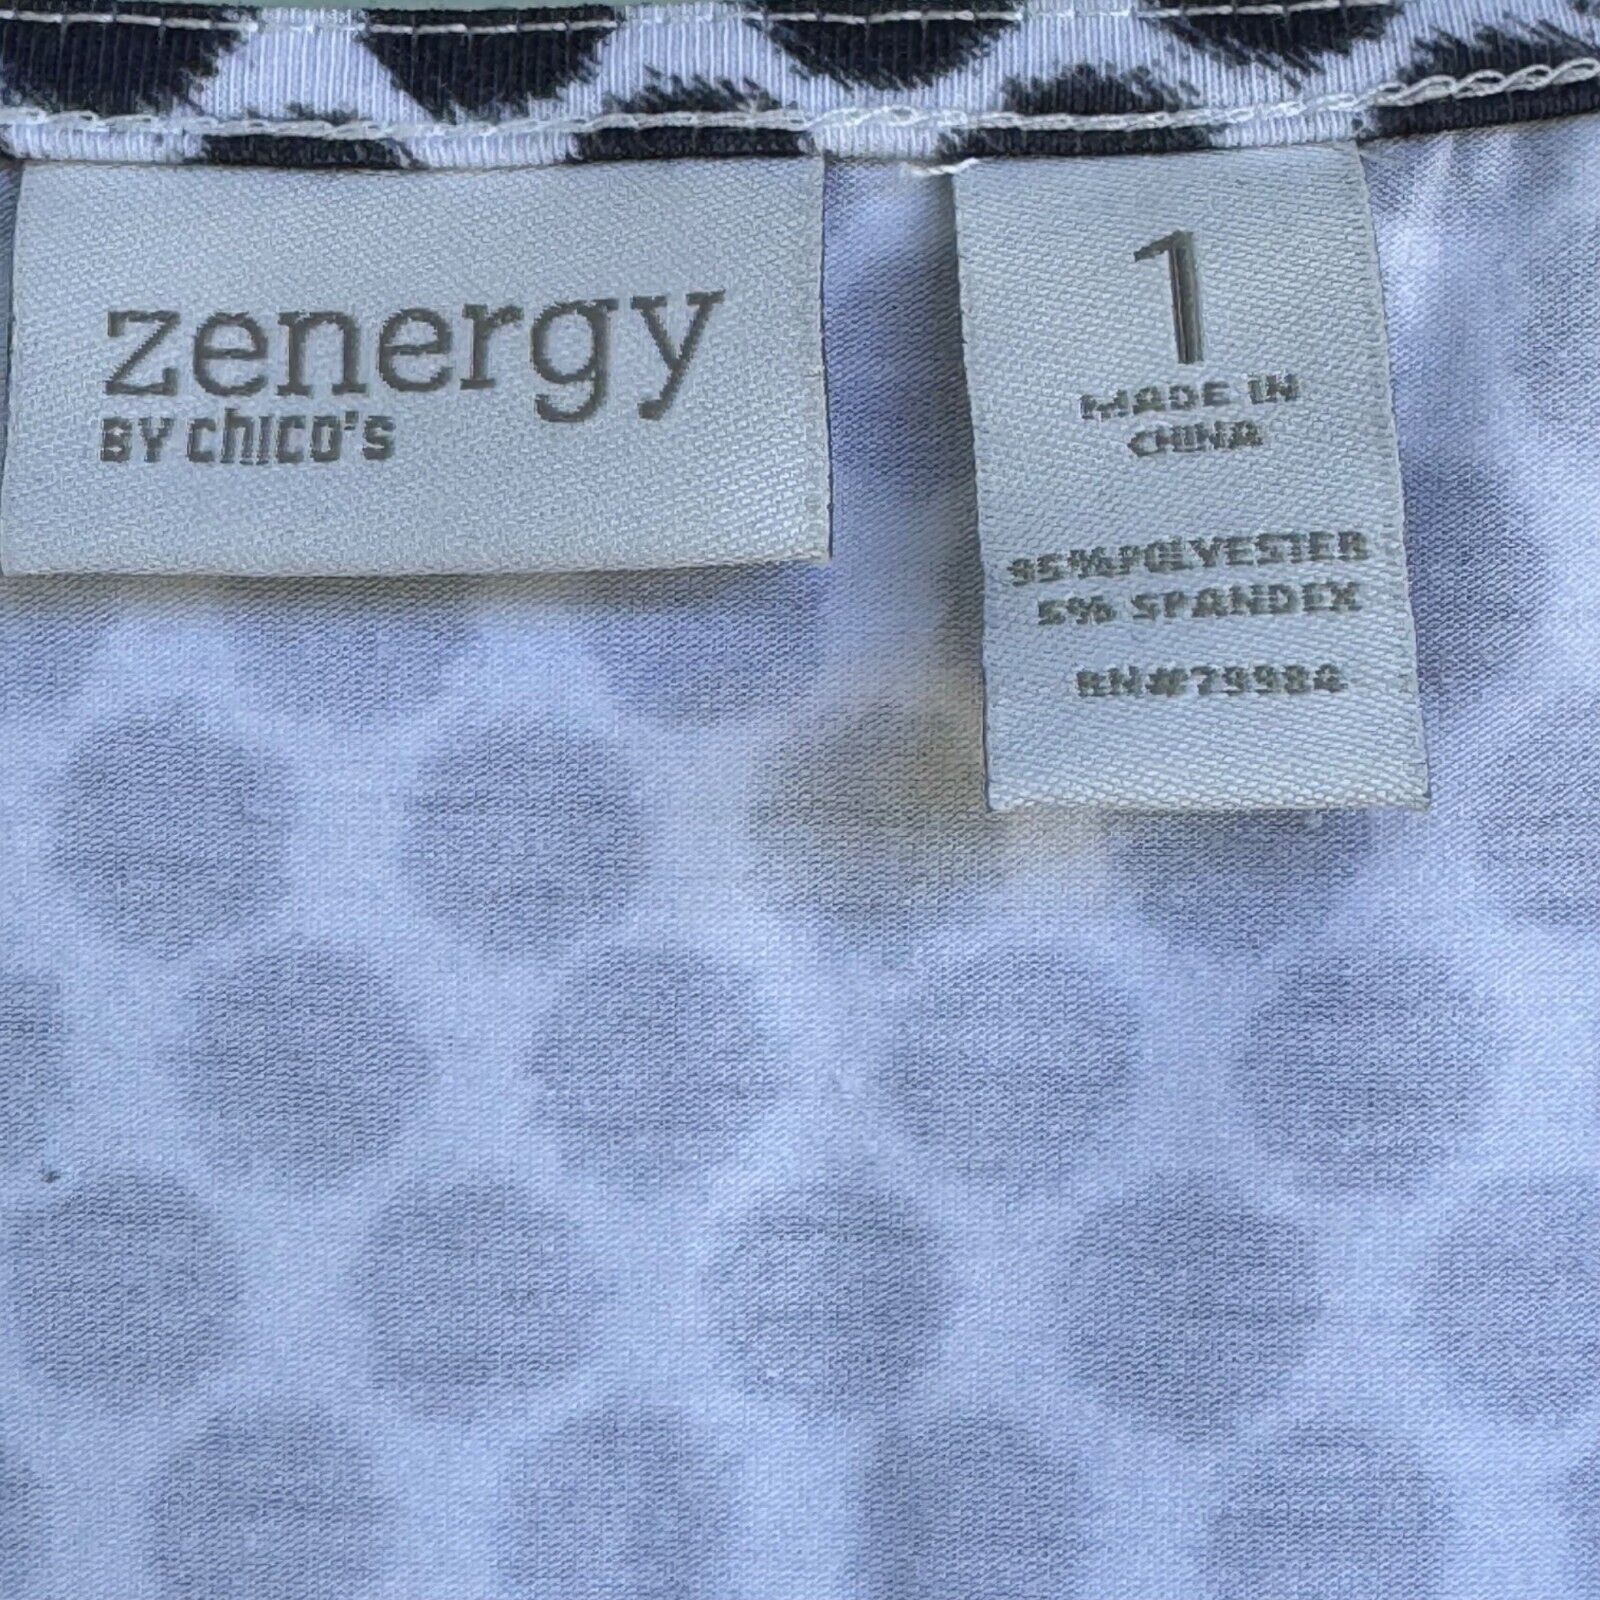 zenergy
BY chico's
1
MADE IN
CHINA
95% POLYESTER
5% SPANDEX
RN#79984